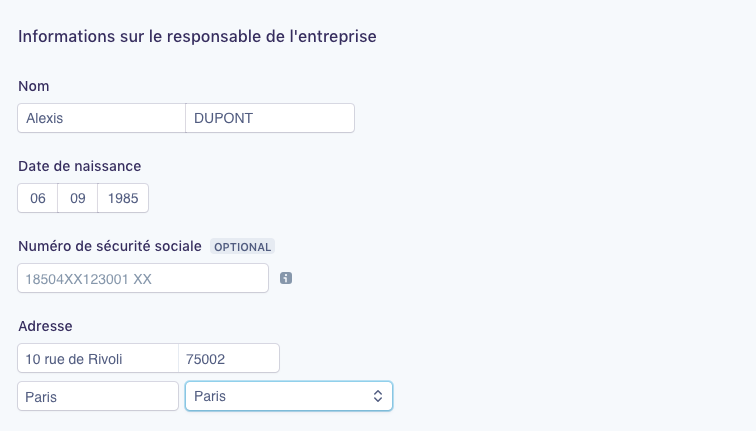 Informations sur le responsable de l'entreprise
Nom
Alexis DUPONT
Date de naissance
06 09 1985
Numéro de sécurité sociale OPTIONAL
18504XX123001 XX
Adresse
10 rue de Rivoli 75002
Paris Paris